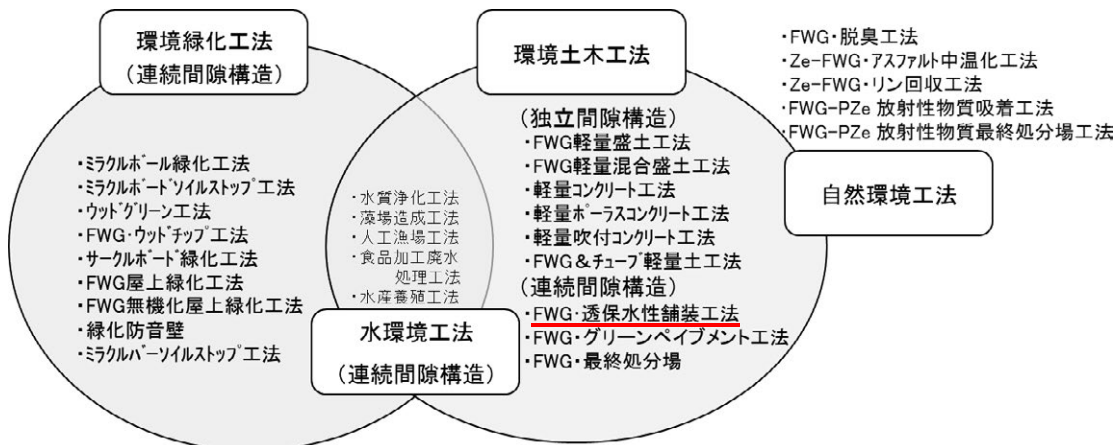 環境緑化工法
(連続間隙構造)
・ミラクルボール緑化工法
・ミラクルボードソイルストップ工法
・ウッドグリーン工法
・FWG・ウッドチップ工法
・サークルボード緑化工法
・FWG屋上緑化工法
・FWG無機化屋上緑化工法
・緑化防音壁
・ミラクルバーソイルストップ工法
・水質浄化工法
・藻場造成工法
・人工漁場工法
・食品加工廃水
処理工法
・水産養殖工法
水環境工法
(連続間隙構造)
環境土木工法
(独立間隙構造)
・FWG軽量盛土工法
・FWG軽量混合盛土工法
・軽量コンクリート工法
・軽量ポーラスコンクリート工法
・軽量吹付コンクリート工法
・FWG&チューブ軽量土工法
(連続間隙構造)
・FWG・透保水性舗装工法
・FWG・グリーンペイブメント工法
・FWG・最終処分場
・FWG・脱臭工法
・Ze-FWG・アスファルト中温化工法
・Ze-FWG・リン回収工法
・FWG-PZe 放射性物質吸着工法
・FWG-PZe 放射性物質最終処分場工法
自然環境工法